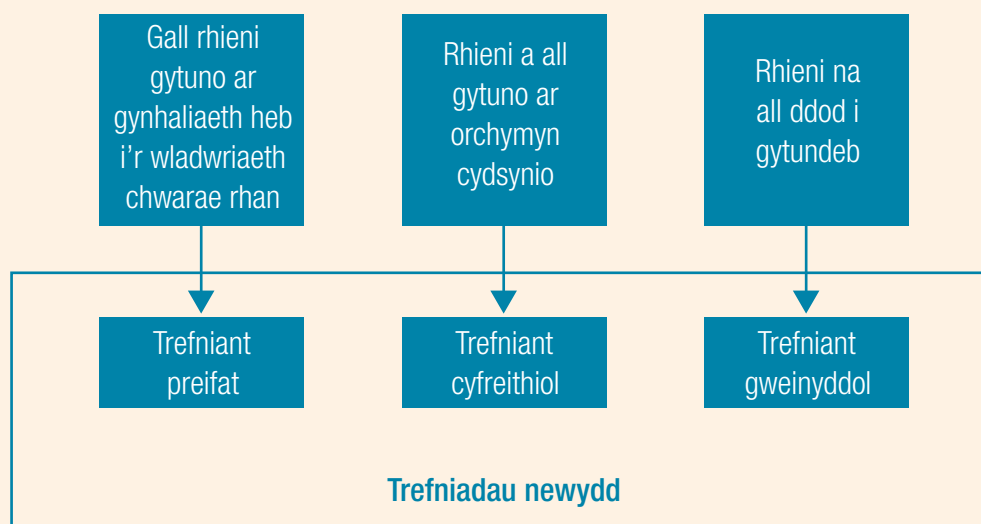 Gall rhieni
gytuno ar
gynhaliaeth heb
i’r wladwriaeth
chwarae rhan
Rhieni a all
gytuno ar
orchymyn
cydsynio
Rhieni na
all ddod i
gytundeb
Trefniant
preifat
Trefniant
cyfreithiol
Trefniant
gweinyddol
Trefniadau newydd